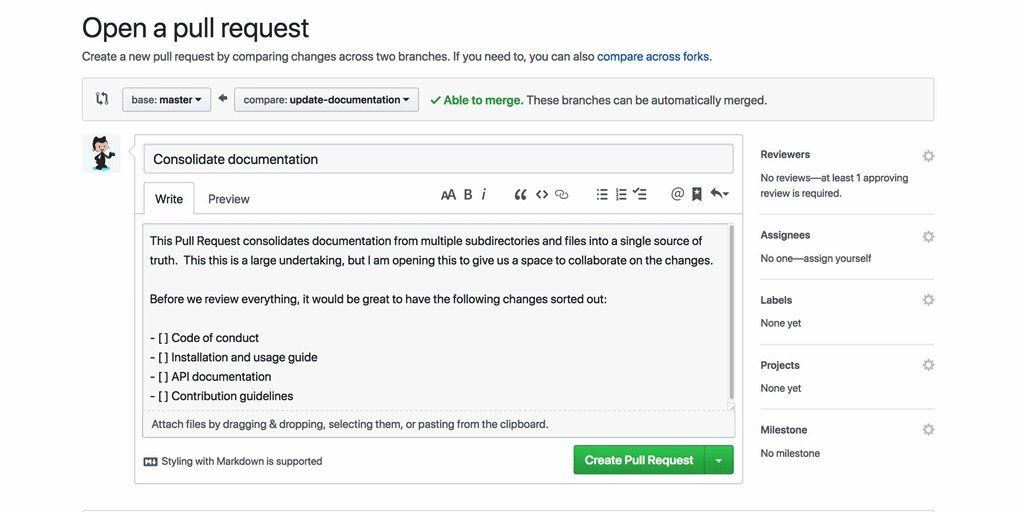 Open a pull request
Create a new pull request by comparing changes across two branches. If you need to, you can also compare across forks.
base: master
compare: update-documentation
Able to merge. These branches can be automatically merged.
Consolidate documentation
Write
Preview
AA B i
This Pull Request consolidates documentation from multiple subdirectories and files into a single source of
truth.  This this is a large undertaking, but I am opening this to give us a space to collaborate on the changes.
Before we review everything, it would be great to have the following changes sorted out:
- [ ] Code of conduct
- [ ] Installation and usage guide
- [ ] API documentation
- [ ] Contribution guidelines
Attach files by dragging & dropping, selecting them, or pasting from the clipboard.
Styling with Markdown is supported
Create Pull Request
Reviewers
No reviews—at least 1 approving
review is required.
Assignees
No one—assign yourself
Labels
None yet
Projects
None yet
Milestone
No milestone